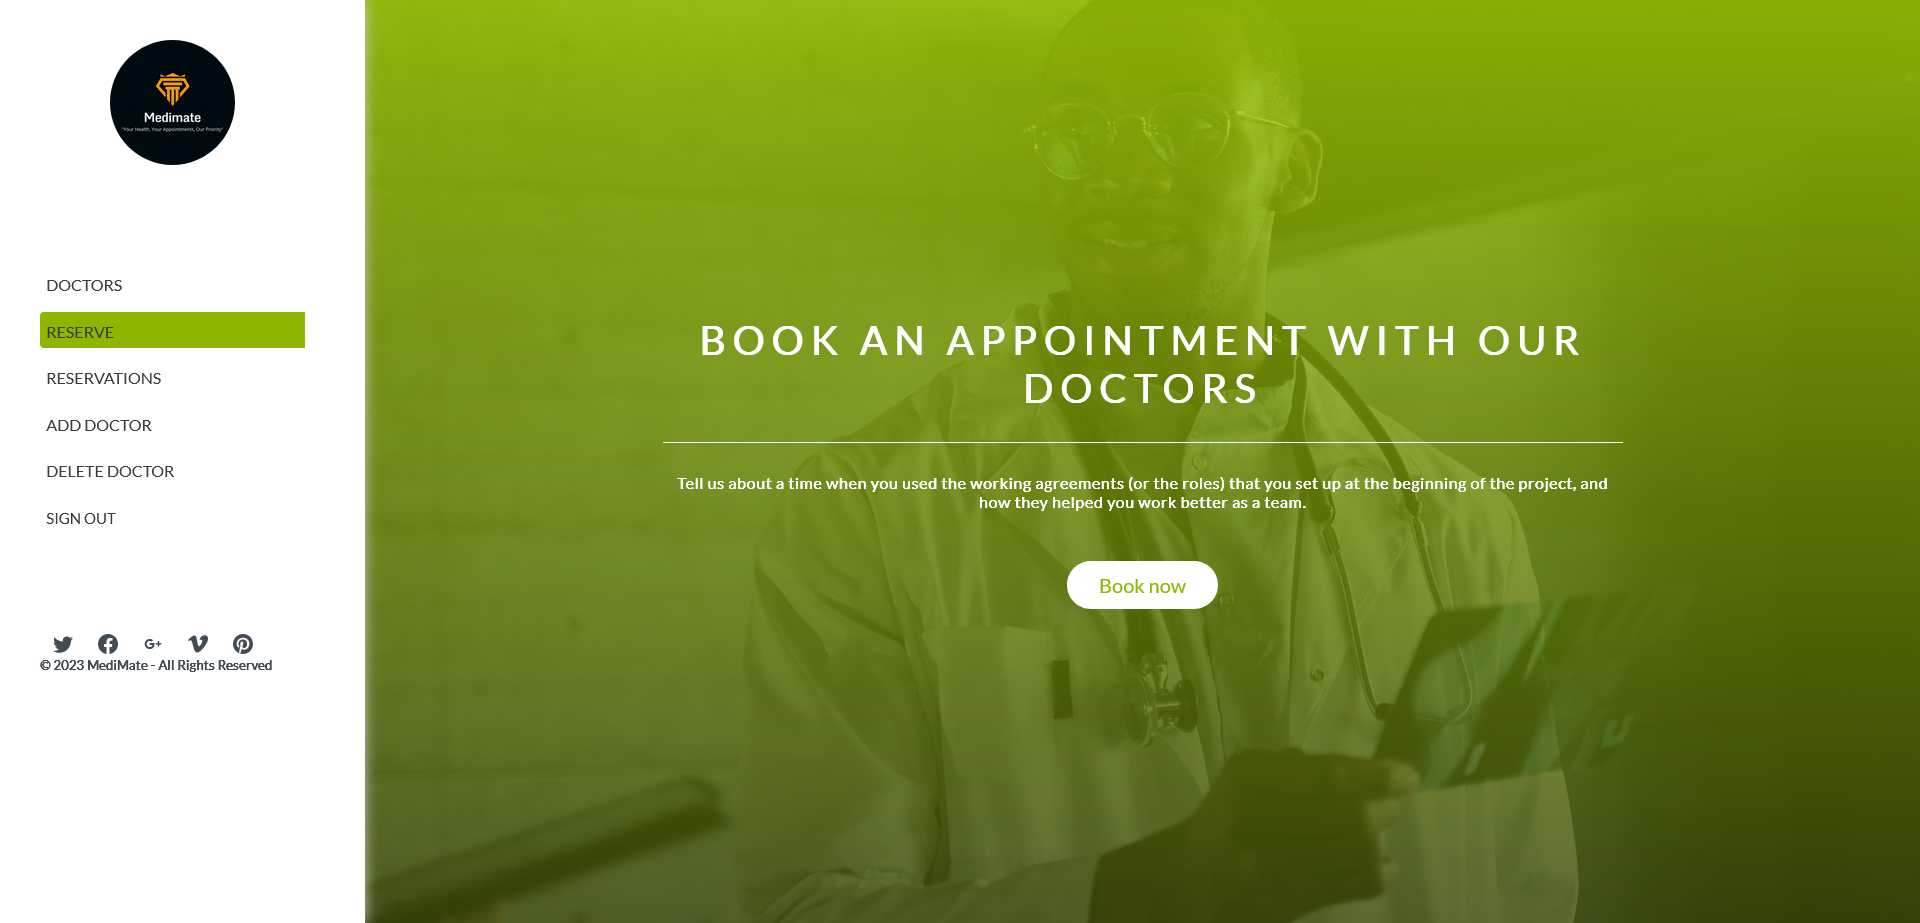 Medimate
"Your Health, Your Appointments, Our Priority"
DOCTORS
RESERVE
RESERVATIONS
ADD DOCTOR
DELETE DOCTOR
SIGN OUT
G+
© 2023 MediMate - All Rights Reserved
BOOK AN APPOINTMENT WITH OUR
DOCTORS
Tell us about a time when you used the working agreements (or the roles) that you set up at the beginning of the project, and
how they helped you work better as a team.
Book now